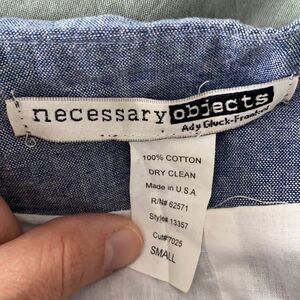 necessary objects
Ady Gluck-Frankel
100% COTTON
DRY CLEAN
Made in U.S.A
R/N# 62571
Style# 13357
Cut#7025
SMALL